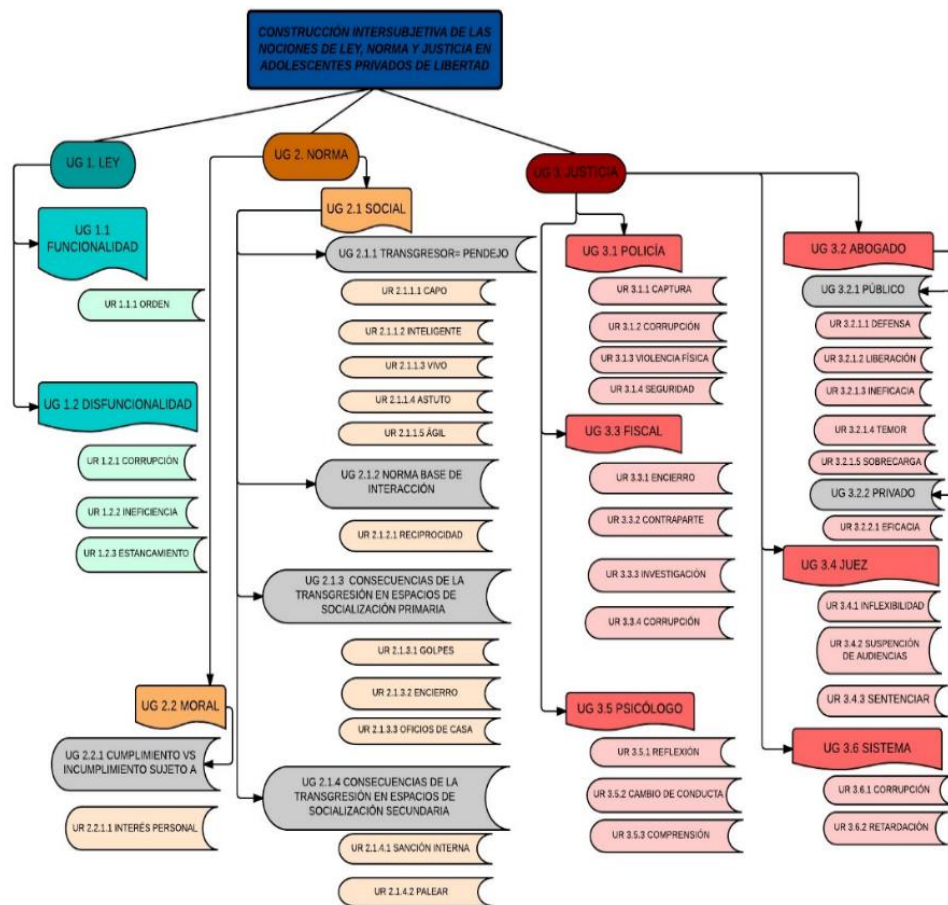 CONSTRUCCIÓN INTERSUBJETIVA DE LAS
NOCIONES DE LEY, NORMA Y JUSTICIA EN
ADOLESCENTES PRIVADOS DE LIBERTAD
UG 1. LEY
UG 1.1
FUNCIONALIDAD
UR 1.1.1 ORDEN
UG 1.2 DISFUNCIONALIDAD
UR 1.2.1 CORRUPCIÓN
UR 1.2.2 INEFICIENCIA
UR 1.2.3 ESTANCAMIENTO
UG 2. NORMA
UG 2.1 SOCIAL
UG 2.1.1 TRANSGRESOR= PENDEJO
UR 2.1.1.1 CAPO
UR 2.1.1.2 INTELIGENTE
UR 2.1.1.3 VIVO
UR 2.1.1.4 ASTUTO
UR 2.1.1.5 ÁGIL
UG 2.1.2 NORMA BASE DE
INTERACCIÓN
UR 2.1.2.1 RECIPROCIDAD
UG 2.1.3 CONSECUENCIAS DE LA
TRANSGRESIÓN EN ESPACIOS DE
SOCIALIZACIÓN PRIMARIA
UR 2.1.3.1 GOLPES
UR 2.1.3.2 ENCIERRO
UR 2.1.3.3 OFICIOS DE CASA
UG 2.1.4 CONSECUENCIAS DE LA
TRANSGRESIÓN EN ESPACIOS DE
SOCIALIZACIÓN SECUNDARIA
UR 2.1.4.1 SANCIÓN INTERNA
UR 2.1.4.2 PALEAR
UG 2.2 MORAL
UG 2.2.1 CUMPLIMIENTO VS
INCUMPLIMIENTO SUJETO A
UR 2.2.1.1 INTERÉS PERSONAL
UG 3. JUSTICIA
UG 3.1 POLICÍA
UR 3.1.1 CAPTURA
UR 3.1.2 CORRUPCIÓN
UR 3.1.3 VIOLENCIA FÍSICA
UR 3.1.4 SEGURIDAD
UG 3.3 FISCAL
UR 3.3.1 ENCIERRO
UR 3.3.2 CONTRAPARTE
UR 3.3.3 INVESTIGACIÓN
UR 3.3.4 CORRUPCIÓN
UG 3.5 PSICÓLOGO
UR 3.5.1 REFLEXIÓN
UR 3.5.2 CAMBIO DE CONDUCTA
UR 3.5.3 COMPRENSIÓN
UG 3.2 ABOGADO
UG 3.2.1 PÚBLICO
UR 3.2.1.1 DEFENSA
UR 3.2.1.2 LIBERACIÓN
UR 3.2.1.3 INEFICACIA
UR 3.2.1.4 TEMOR
UR 3.2.1.5 SOBRECARGA
UG 3.2.2 PRIVADO
UR 3.2.2.1 EFICACIA
UG 3.4 JUEZ
UR 3.4.1 INFLEXIBILIDAD
UR 3.4.2 SUSPENCIÓN
DE AUDIENCIAS
UR 3.4.3 SENTENCIAR
UG 3.6 SISTEMA
UR 3.6.1 CORRUPCIÓN
UR 3.6.2 RETARDACIÓN